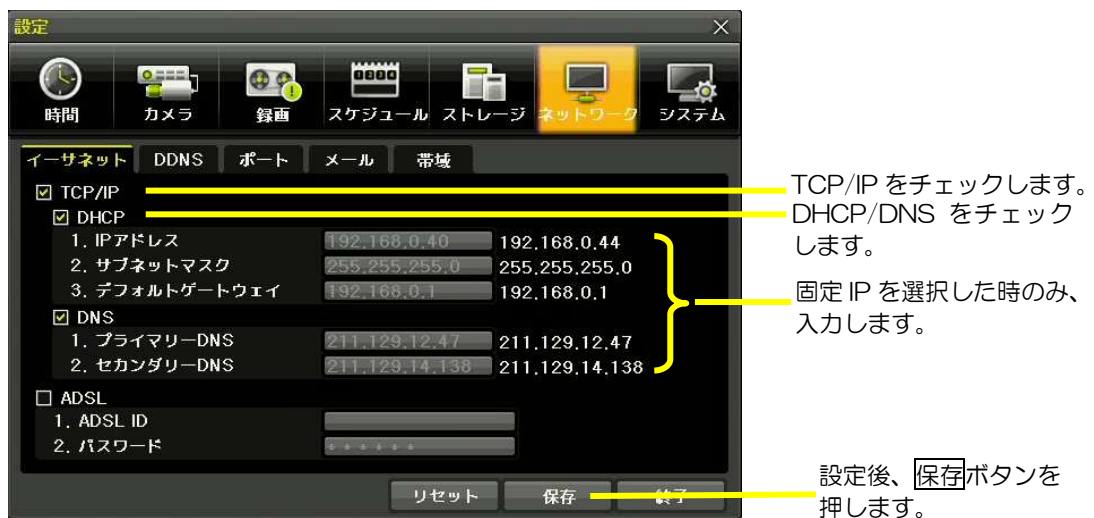 設定
時間 カメラ 録画 スケジュール ストレージ ネットワーク システム
イーサネット DDNS ポート メール 帯域
TCP/IP
DHCP
1. IPアドレス 192.168.0.40 192.168.0.44
2. サブネットマスク 255.255.255.0 255.255.255.0
3. デフォルトゲートウェイ 192.168.0.1 192.168.0.1
DNS
1. プライマリーDNS 211.129.12.47 211.129.12.47
2. セカンダリーDNS 211.129.14.138 211.129.14.138
ADSL
1. ADSL ID
2. パスワード ******
リセット 保存 終了
TCP/IP をチェックします。
DHCP/DNS をチェック
します。
固定 IP を選択した時のみ、
入力します。
設定後、保存ボタンを
押します。